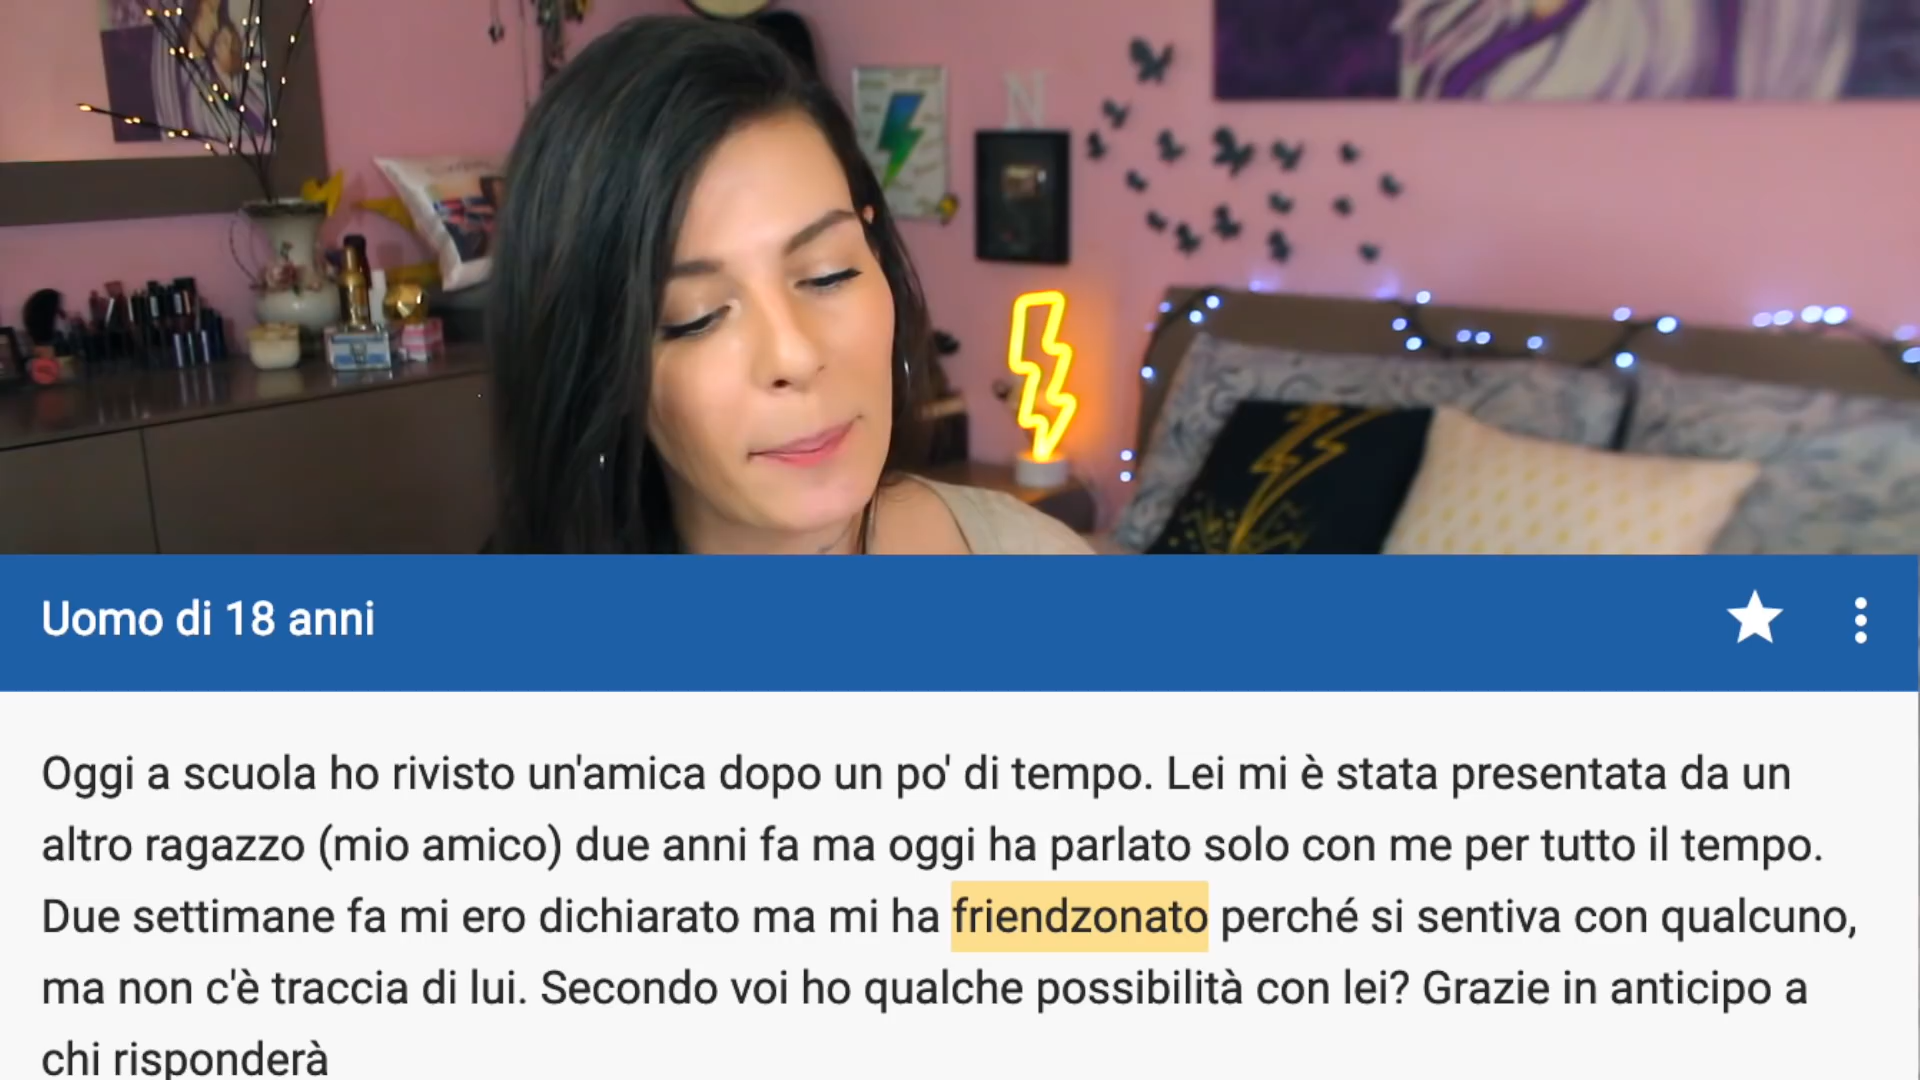 N
Uomo di 18 anni
Oggi a scuola ho rivisto un'amica dopo un po' di tempo. Lei mi è stata presentata da un
altro ragazzo (mio amico) due anni fa ma oggi ha parlato solo con me per tutto il tempo.
Due settimane fa mi ero dichiarato ma mi ha friendzonato perché si sentiva con qualcuno,
ma non c'è traccia di lui. Secondo voi ho qualche possibilità con lei? Grazie in anticipo a
chi risponderà